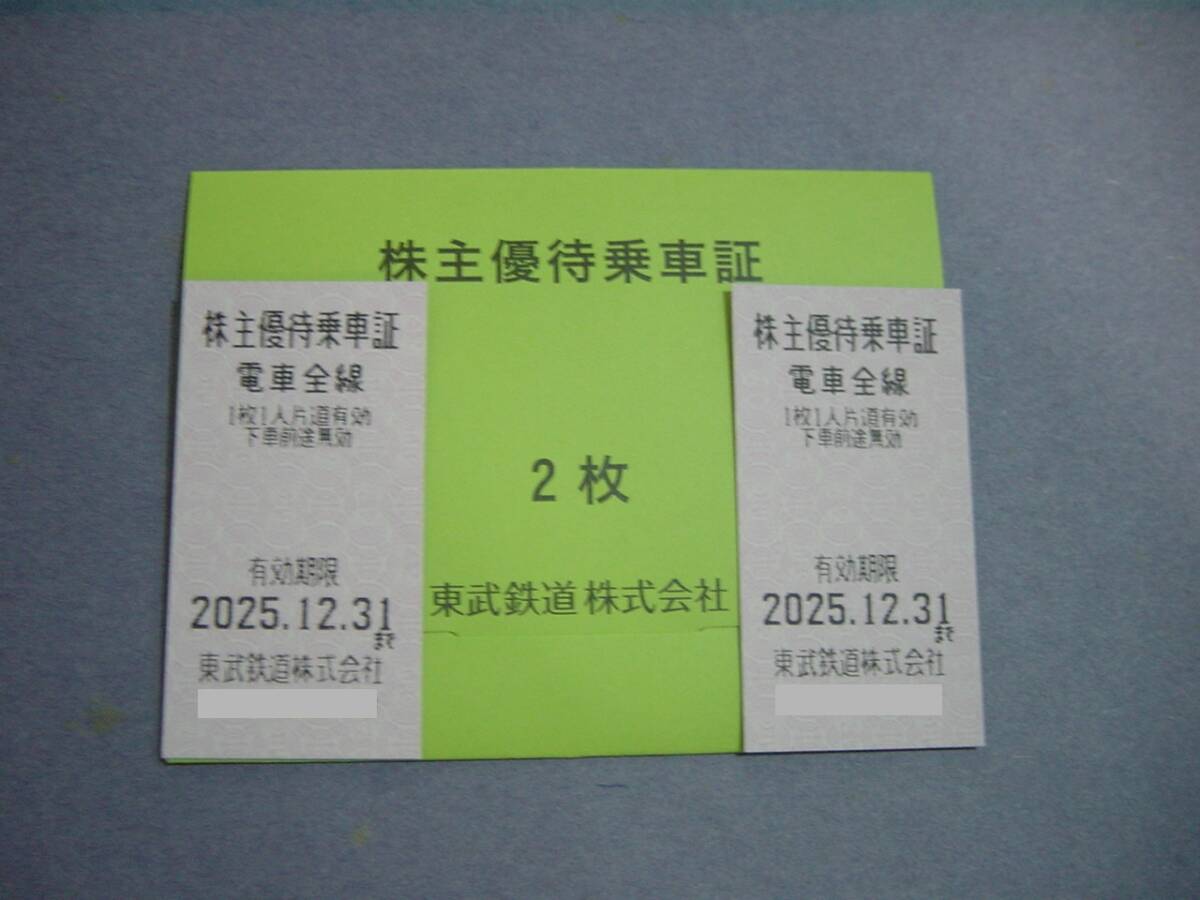 株主優待乗車証
2枚
東武鉄道株式会社
株主優待乗車証
電車全線
1枚1人片道有効
下車前途無効
有効期限
2025.12.31
まで
東武鉄道株式会社
株主優待乗車証
電車全線
1枚1人片道有効
下車前途無効
有効期限
2025.12.31
まで
東武鉄道株式会社